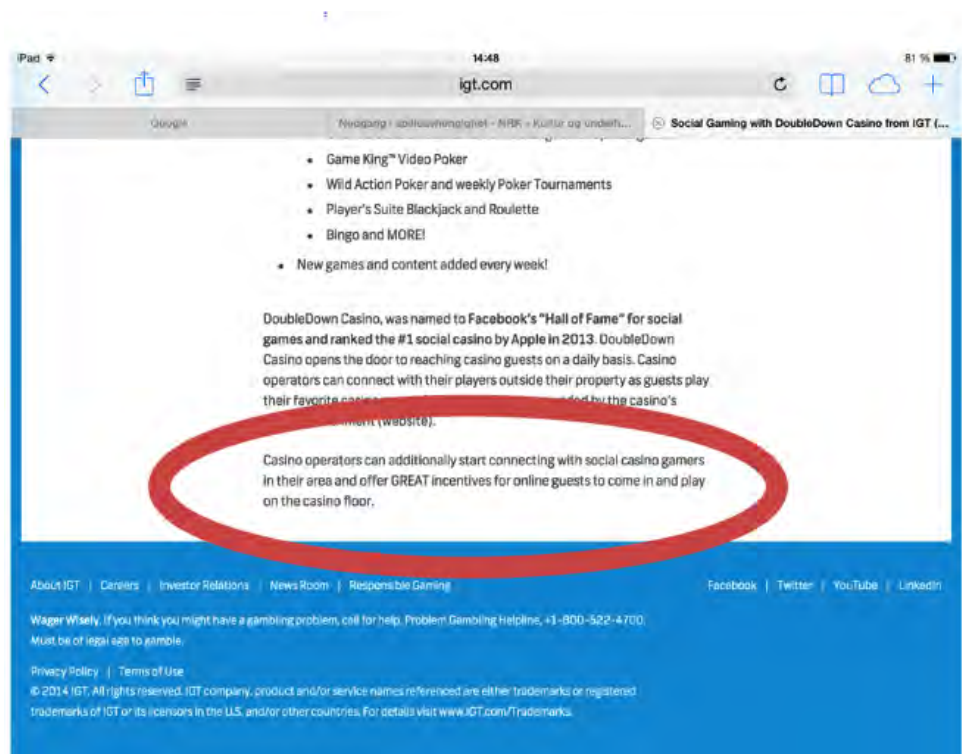 iPad
14:48
81 %
igt.com
Google
Nedgang i spilleavhengighet - NRK - Kultur og underh...
Social Gaming with DoubleDown Casino from IGT (...
Game King™ Video Poker
Wild Action Poker and weekly Poker Tournaments
Player's Suite Blackjack and Roulette
Bingo and MORE!
New games and content added every week!
DoubleDown Casino, was named to Facebook's "Hall of Fame" for social
games and ranked the #1 social casino by Apple in 2013. DoubleDown
Casino opens the door to reaching casino guests on a daily basis. Casino
operators can connect with their players outside their property as guests play
their favorite casino by the casino's
(website).
Casino operators can additionally start connecting with social casino gamers
in their area and offer GREAT incentives for online guests to come in and play
on the casino floor.
About IGT | Careers | Investor Relations | News Room | Responsible Gaming
Facebook | Twitter | YouTube | LinkedIn
Wager Wisely. If you think you might have a gambling problem, call for help. Problem Gambling Helpline, +1-800-522-4700.
Must be of legal age to gamble.
Privacy Policy | Terms of Use
© 2014 IGT. All rights reserved. IGT company, product and/or service names referenced are either trademarks or registered
trademarks of IGT or its licensors in the U.S. and/or other countries. For details visit www.IGT.com/Trademarks.